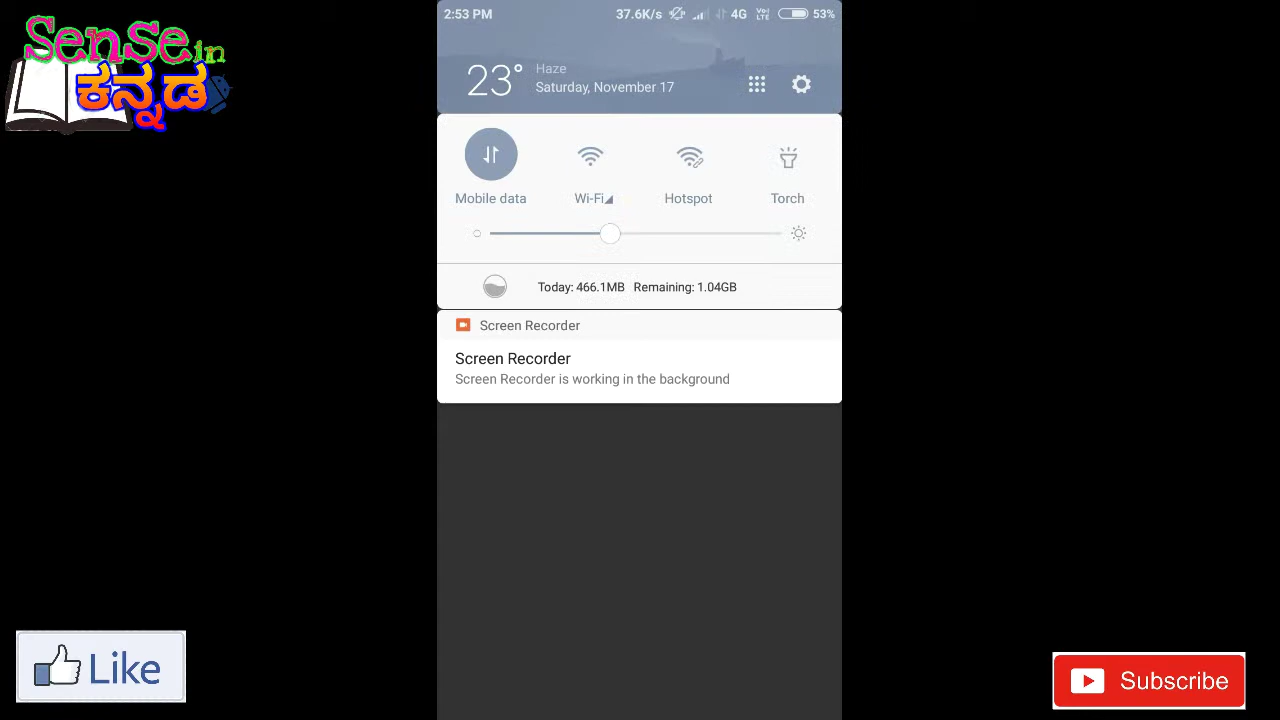 Sense in
ಕನ್ನಡ
2:53 PM 37.6K/s 4G Vo) LTE 53%
23° Haze
Saturday, November 17
Mobile data Wi-Fi Hotspot Torch
Today: 466.1MB Remaining: 1.04GB
Screen Recorder
Screen Recorder
Screen Recorder is working in the background
Like
Subscribe